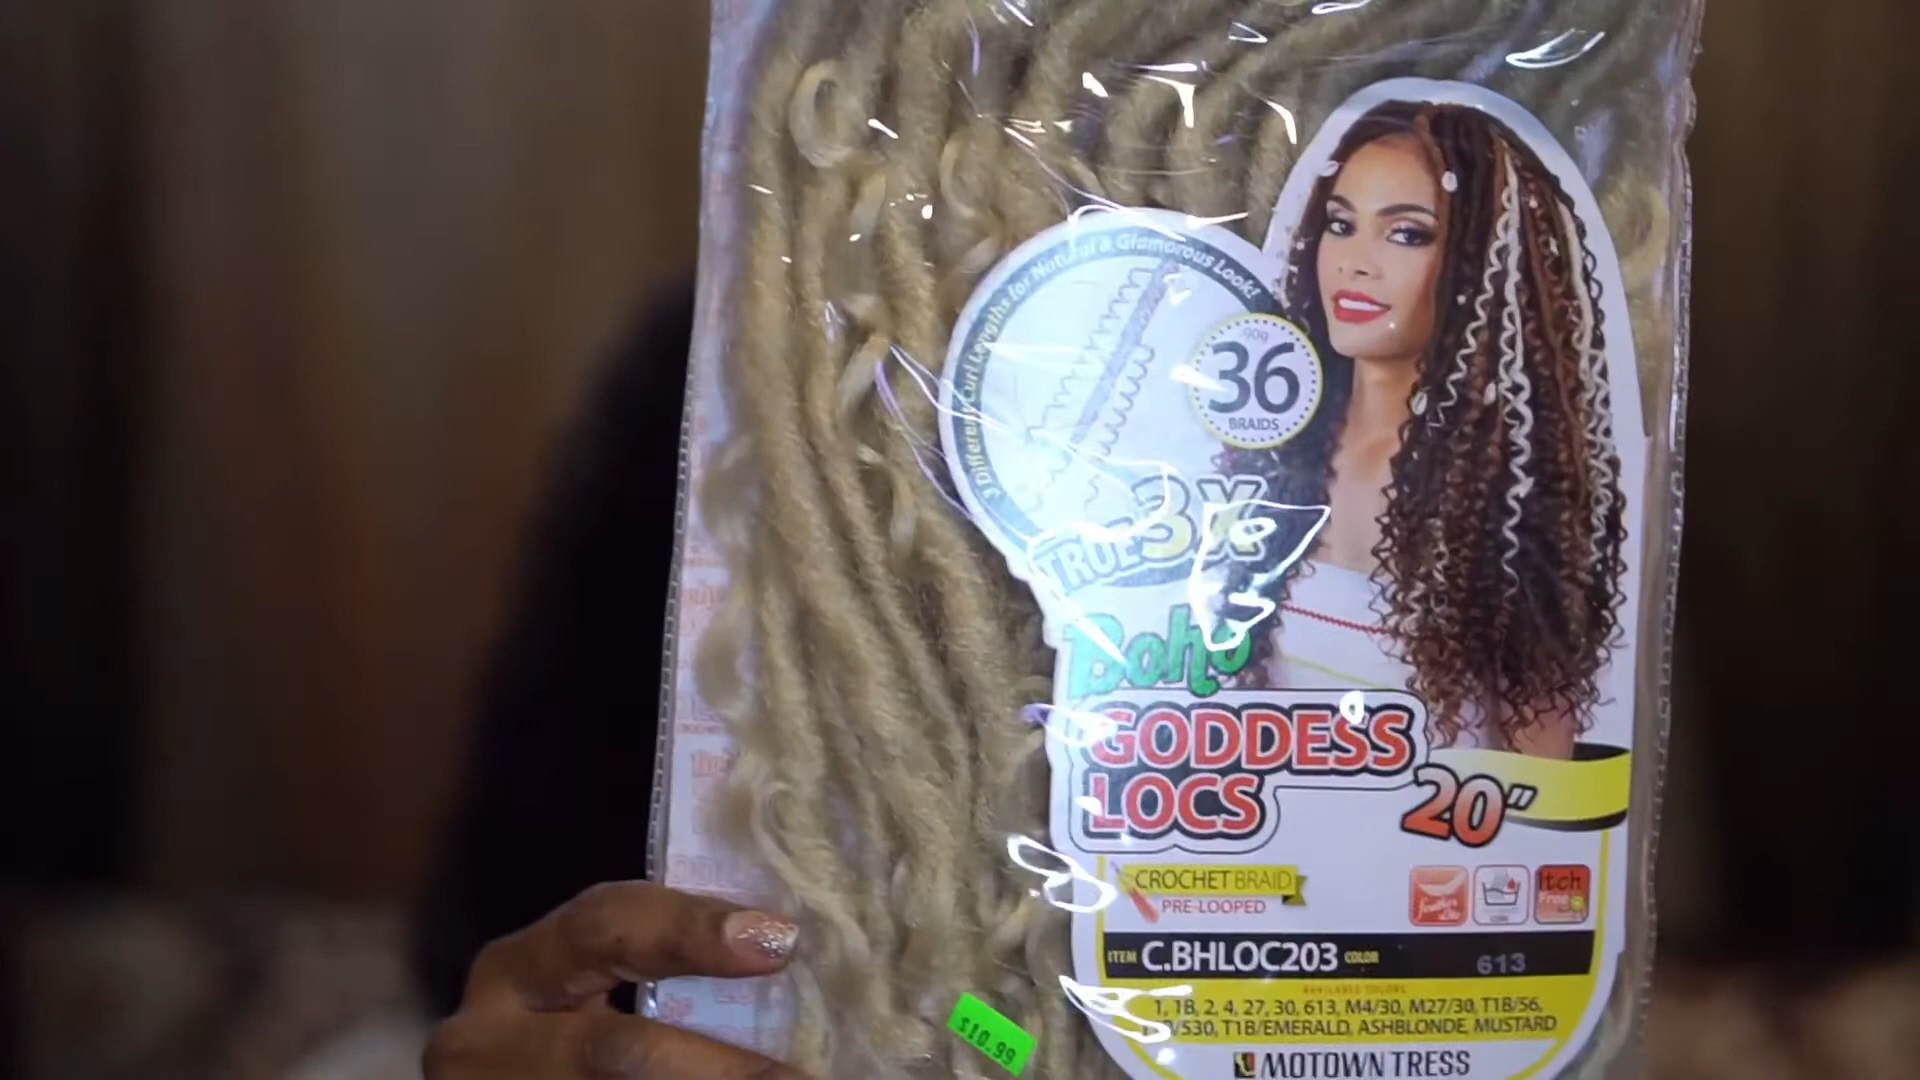 3 Different Curl Lengths for Natural & Glamorous Look!
90g
36
BRAIDS
TRUE 3X
Boho
GODDESS
LOCS
20"
CROCHET BRAID
PRE-LOOPED
Itch
Free
ITEM C.BHLOC203 COLOR 613
AVAILABLE COLORS
1, 1B, 2, 4, 27, 30, 613, M4/30, M27/30, T1B/56,
/530, T1B/EMERALD, ASHBLONDE, MUSTARD
MOTOWN TRESS
$10.99